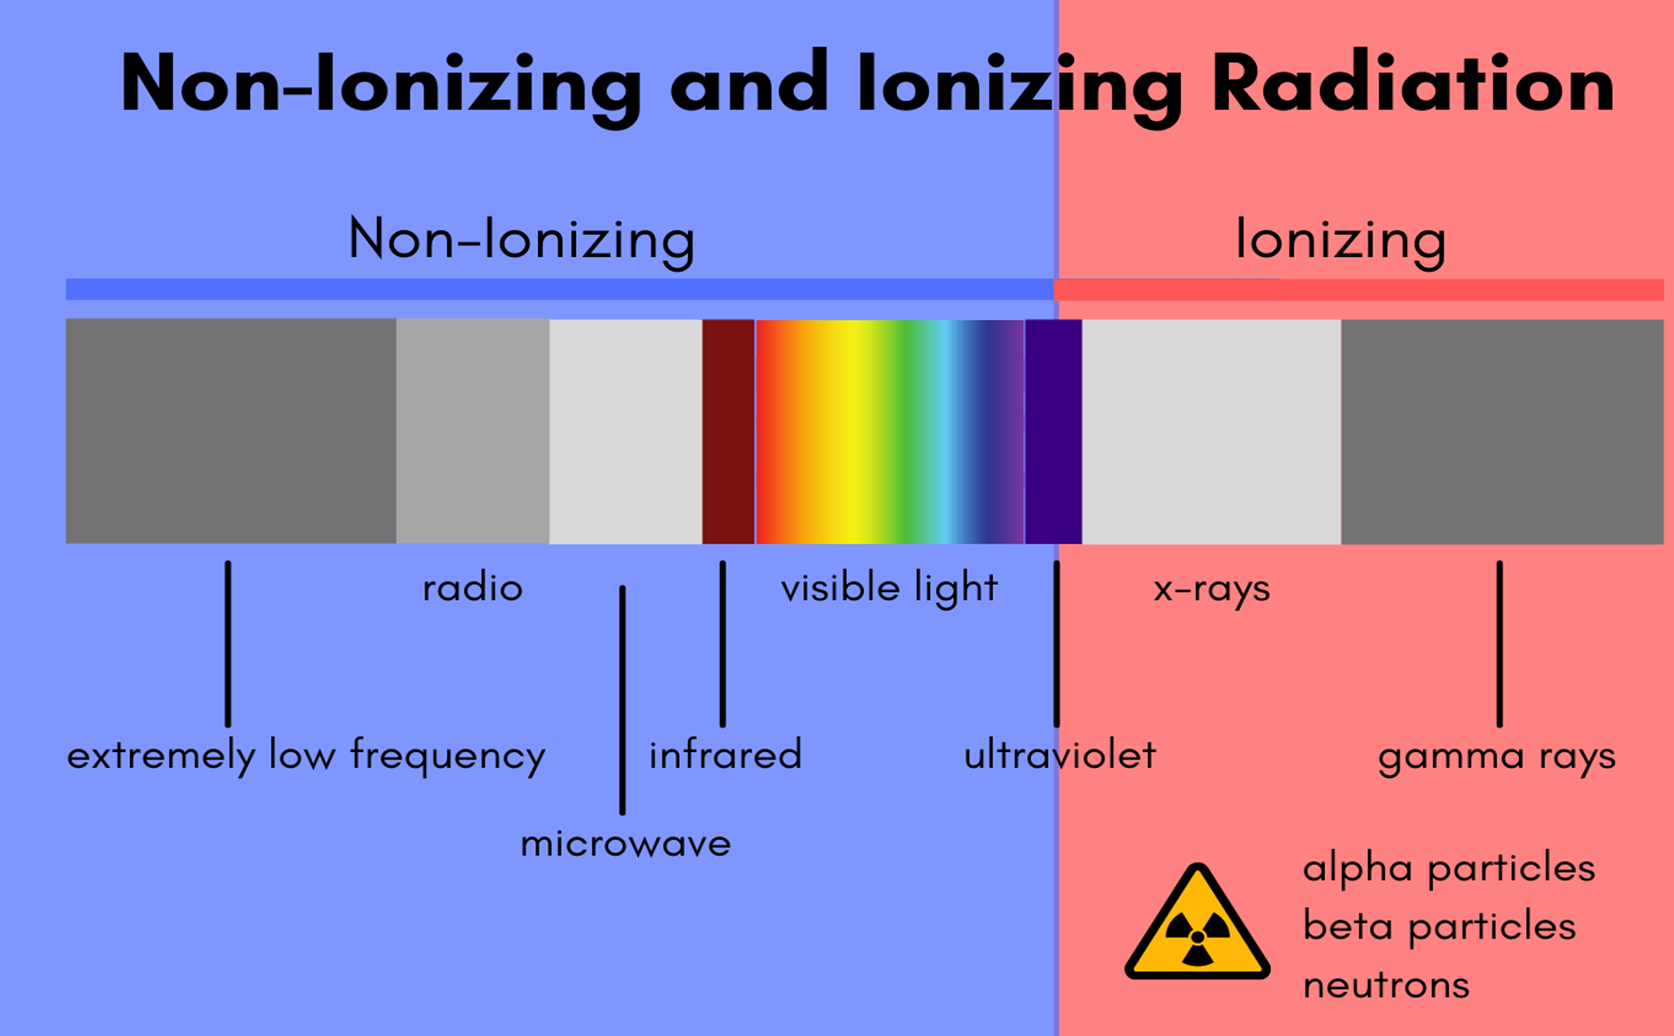 Non-Ionizing and Ionizing Radiation
Non-Ionizing
Ionizing
radio
visible light
x-rays
extremely low frequency
infrared
ultraviolet
gamma rays
microwave
alpha particles
beta particles
neutrons